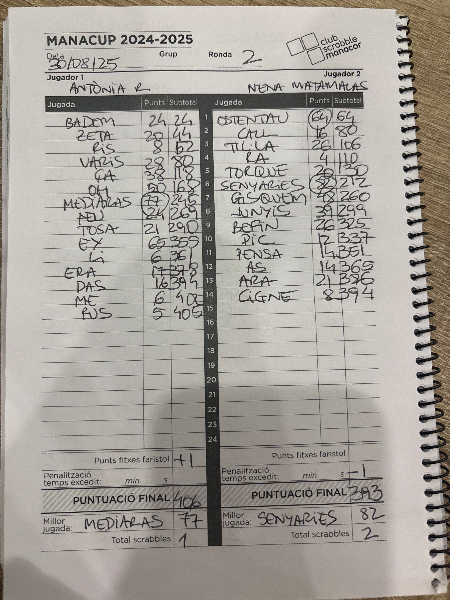 MANACUP 2024-2025
club scrabble manacor
Data 30/08/25 Grup Ronda 2
Jugador 1 Jugador 2
ANTÒNIA R. NENA MATAMALAS
Jugada Punts Subtotal Jugada Punts Subtotal
BADOM 24 24 1 OSTENTAU 64 64
ZETA 20 44 2 CALL 16 80
RIS 8 52 3 TIL·LA 26 106
VARIS 28 80 4 RA 4 110
ÇA 38 118 5 TORQUE 20 130
OH 50 168 6 SENYARIES 82 212
MEDIARAS 77 245 7 GASQUEM 48 260
NEU 24 269 8 JUNYIS 39 299
TOSA 21 290 9 BEFIN 26 325
EX 65 355 10 PIC 12 337
LI 6 361 11 PENSA 14 351
ERA 17 378 12 AS 14 365
DAS 16 394 13 ARA 21 386
ME 6 400 14 CIGNE 8 394
PUS 5 405 15
16
17
18
19
20
21
22
23
24
Punts fitxes faristol +1 Punts fitxes faristol -1
Penalització temps excedit: min s Penalització temps excedit: min s
PUNTUACIÓ FINAL 406 PUNTUACIÓ FINAL 393
Millor jugada: MEDIARAS 77 Millor jugada: SENYARIES 82
Total scrabbles 1 Total scrabbles 2